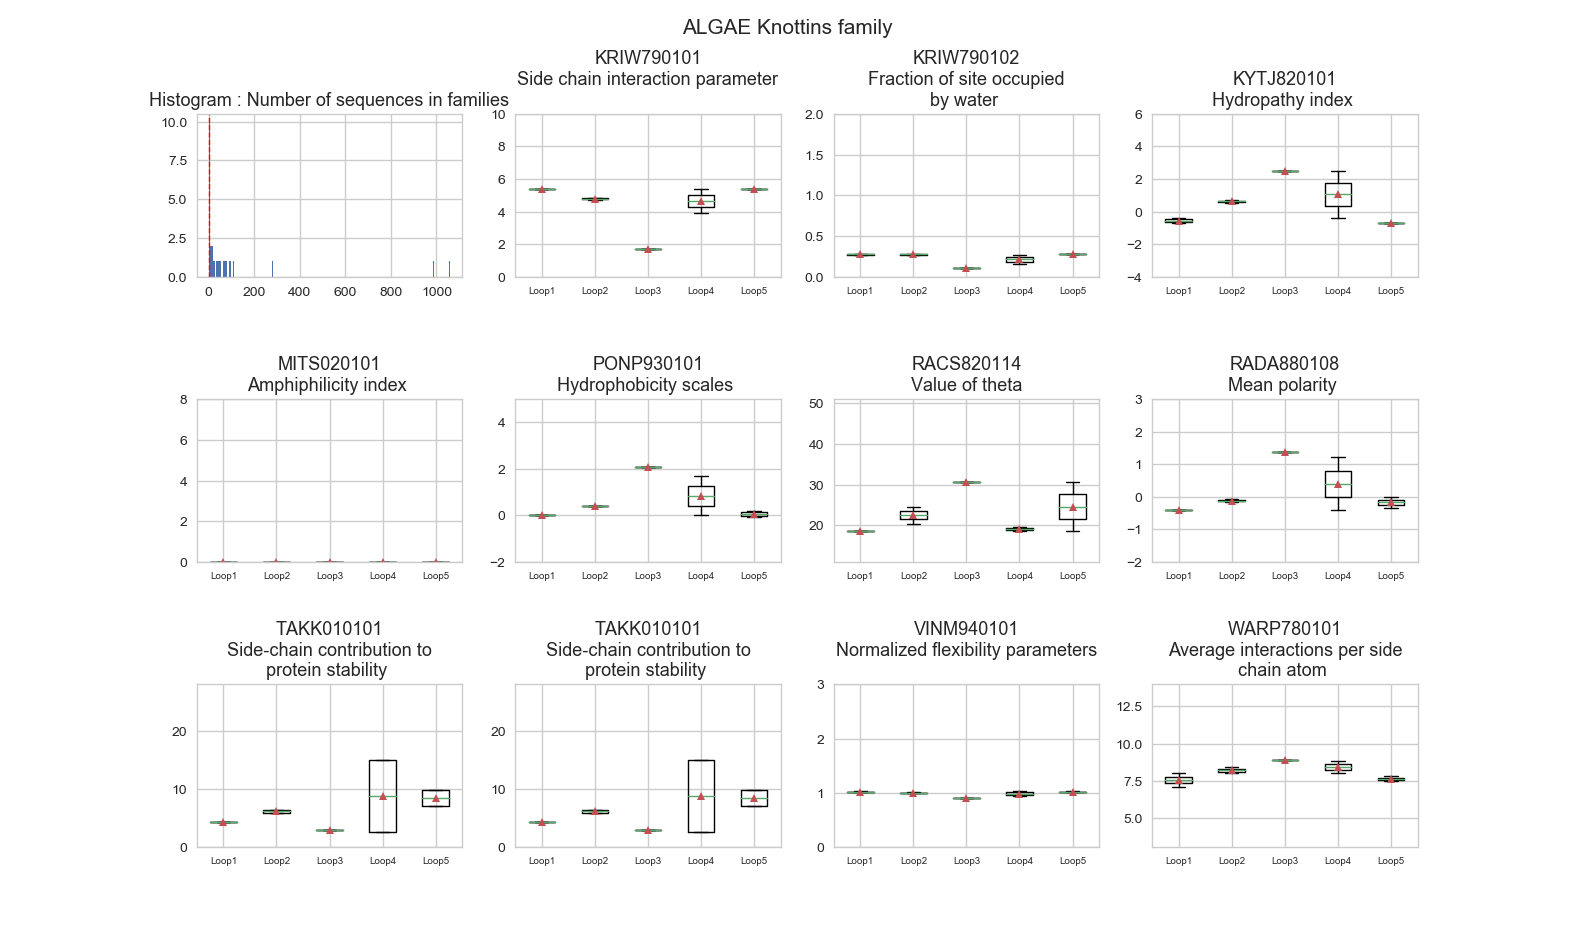 ALGAE Knottins family
Histogram : Number of sequences in families
10.0
7.5
5.0
2.5
0.0
0 200 400 600 800 1000
KRIW790101
Side chain interaction parameter
10
8
6
4
2
0
Loop1 Loop2 Loop3 Loop4 Loop5
KRIW790102
Fraction of site occupied
by water
2.0
1.5
1.0
0.5
0.0
Loop1 Loop2 Loop3 Loop4 Loop5
KYTJ820101
Hydropathy index
6
4
2
0
−2
−4
Loop1 Loop2 Loop3 Loop4 Loop5
MITS020101
Amphiphilicity index
8
6
4
2
0
Loop1 Loop2 Loop3 Loop4 Loop5
PONP930101
Hydrophobicity scales
4
2
0
−2
Loop1 Loop2 Loop3 Loop4 Loop5
RACS820114
Value of theta
50
40
30
20
Loop1 Loop2 Loop3 Loop4 Loop5
RADA880108
Mean polarity
3
2
1
0
−1
−2
Loop1 Loop2 Loop3 Loop4 Loop5
TAKK010101
Side-chain contribution to
protein stability
20
10
0
Loop1 Loop2 Loop3 Loop4 Loop5
TAKK010101
Side-chain contribution to
protein stability
20
10
0
Loop1 Loop2 Loop3 Loop4 Loop5
VINM940101
Normalized flexibility parameters
3
2
1
0
Loop1 Loop2 Loop3 Loop4 Loop5
WARP780101
Average interactions per side
chain atom
12.5
10.0
7.5
5.0
Loop1 Loop2 Loop3 Loop4 Loop5